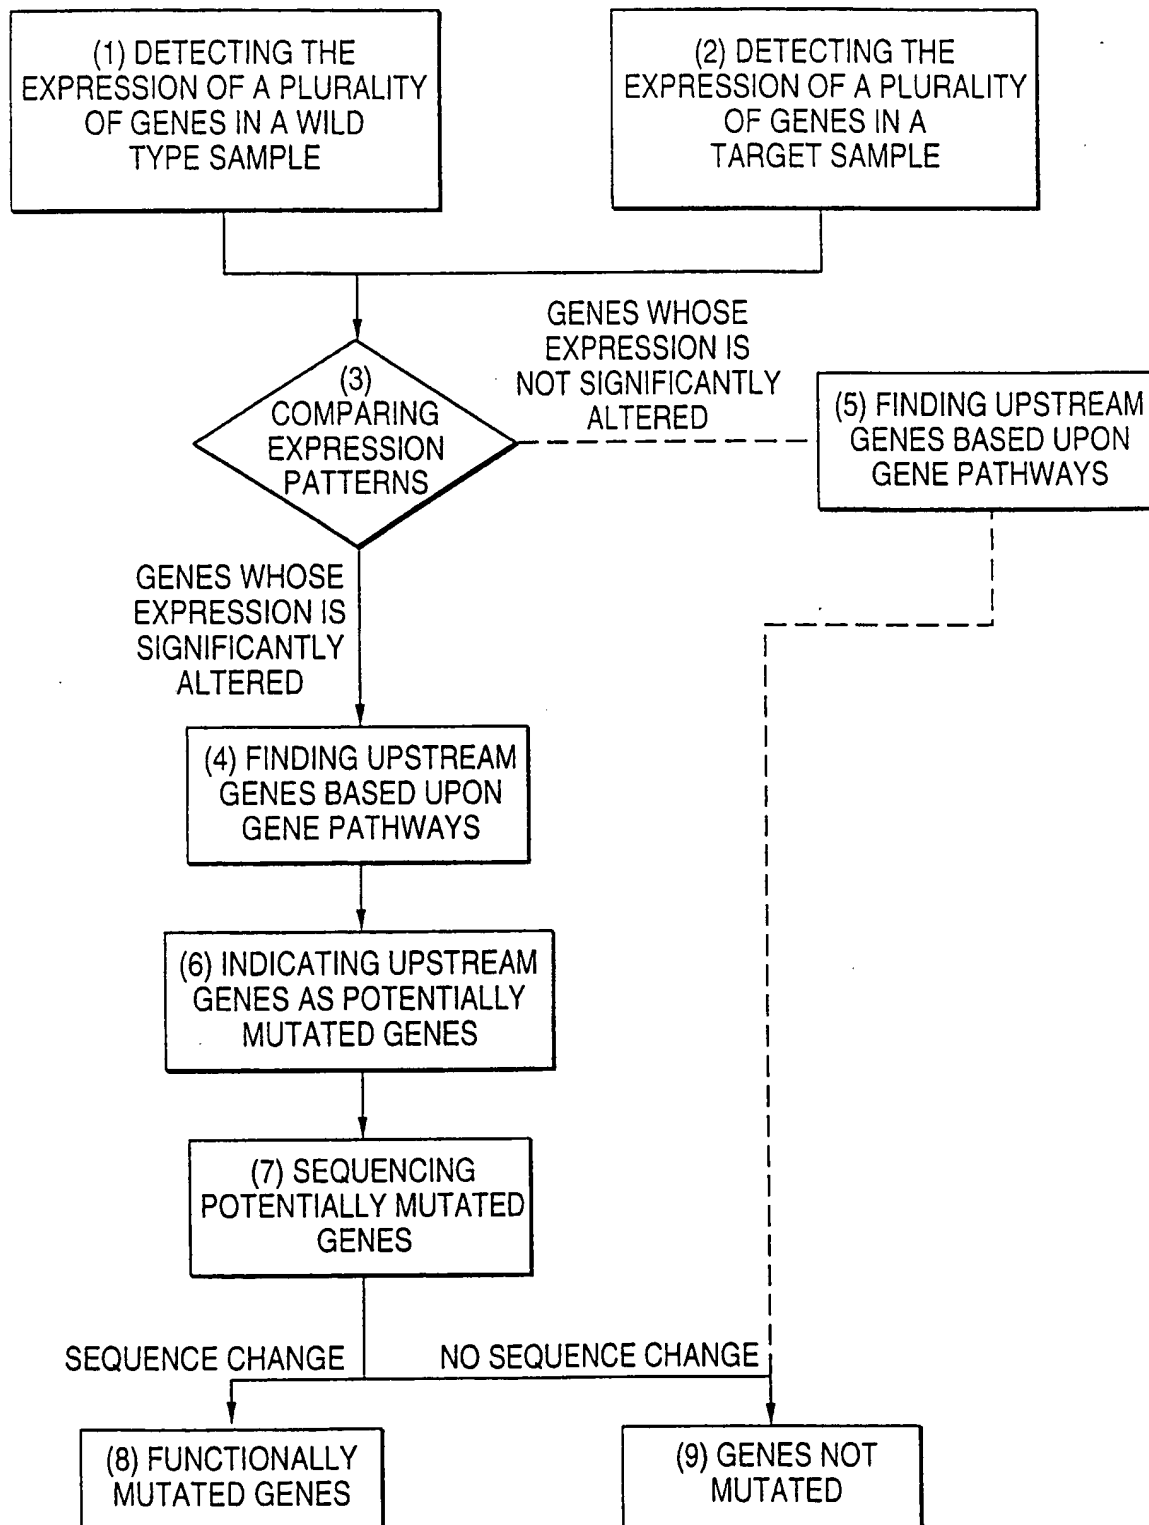 (1) DETECTING THE
EXPRESSION OF A PLURALITY
OF GENES IN A WILD
TYPE SAMPLE
(2) DETECTING THE
EXPRESSION OF A PLURALITY
OF GENES IN A
TARGET SAMPLE
(3)
COMPARING
EXPRESSION
PATTERNS
GENES WHOSE
EXPRESSION IS
NOT SIGNIFICANTLY
ALTERED
(5) FINDING UPSTREAM
GENES BASED UPON
GENE PATHWAYS
GENES WHOSE
EXPRESSION IS
SIGNIFICANTLY
ALTERED
(4) FINDING UPSTREAM
GENES BASED UPON
GENE PATHWAYS
(6) INDICATING UPSTREAM
GENES AS POTENTIALLY
MUTATED GENES
(7) SEQUENCING
POTENTIALLY MUTATED
GENES
SEQUENCE CHANGE
NO SEQUENCE CHANGE
(8) FUNCTIONALLY
MUTATED GENES
(9) GENES NOT
MUTATED